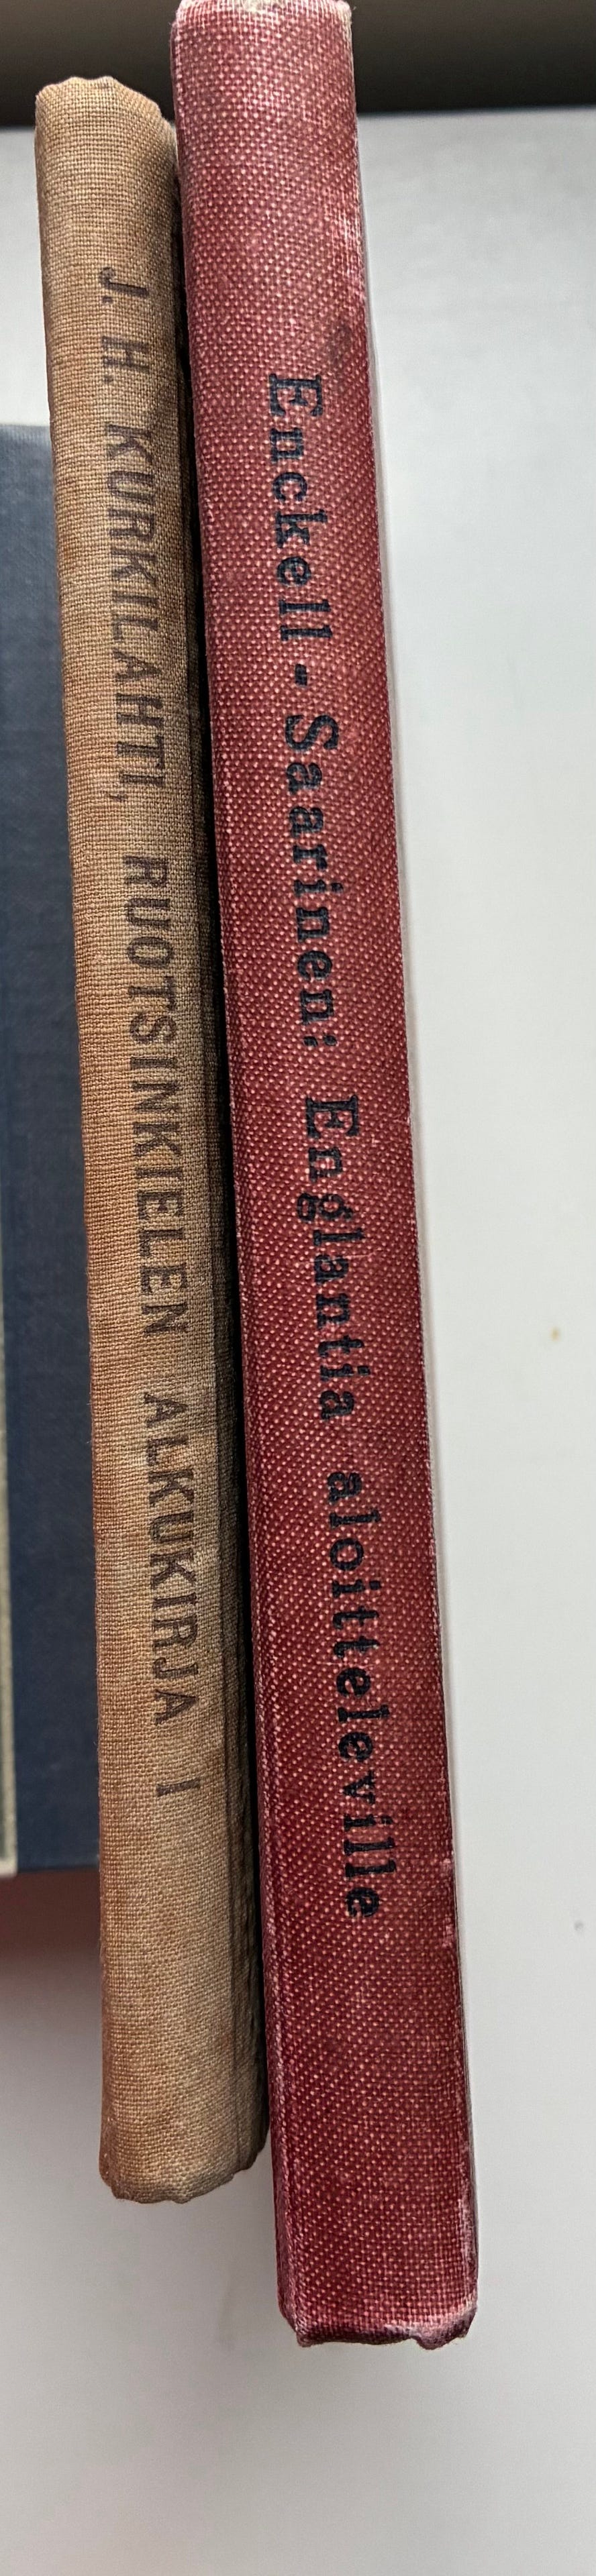 J. H. KURKILAHTI, RUOTSINKIELEN ALKUKIRJA I
Enckell - Saarinen: Englantia aloitteleville